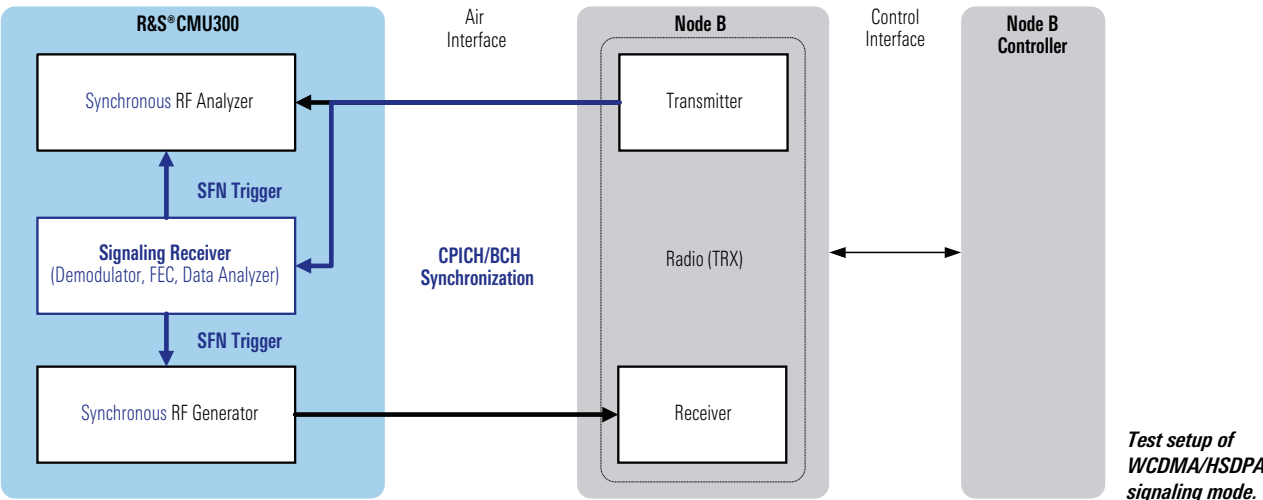 R&S®CMU300
Air
Interface
Node B
Control
Interface
Node B
Controller
Synchronous RF Analyzer
Transmitter
SFN Trigger
Signaling Receiver
(Demodulator, FEC, Data Analyzer)
CPICH/BCH
Synchronization
Radio (TRX)
SFN Trigger
Synchronous RF Generator
Receiver
Test setup of
WCDMA/HSDPA
signaling mode.